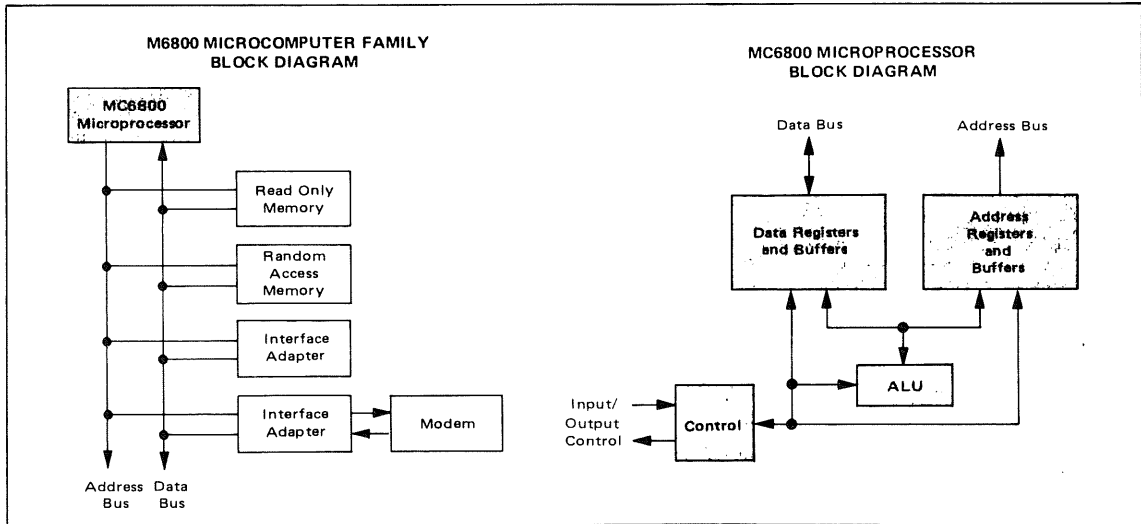 M6800 MICROCOMPUTER FAMILY
BLOCK DIAGRAM
MC6800
Microprocessor
Read Only
Memory
Random
Access
Memory
Interface
Adapter
Interface
Adapter
Modem
Address
Bus
Data
Bus
MC6800 MICROPROCESSOR
BLOCK DIAGRAM
Data Bus
Address Bus
Data Registers
and Buffers
Address
Registers
and
Buffers
ALU
Input/
Output
Control
Control